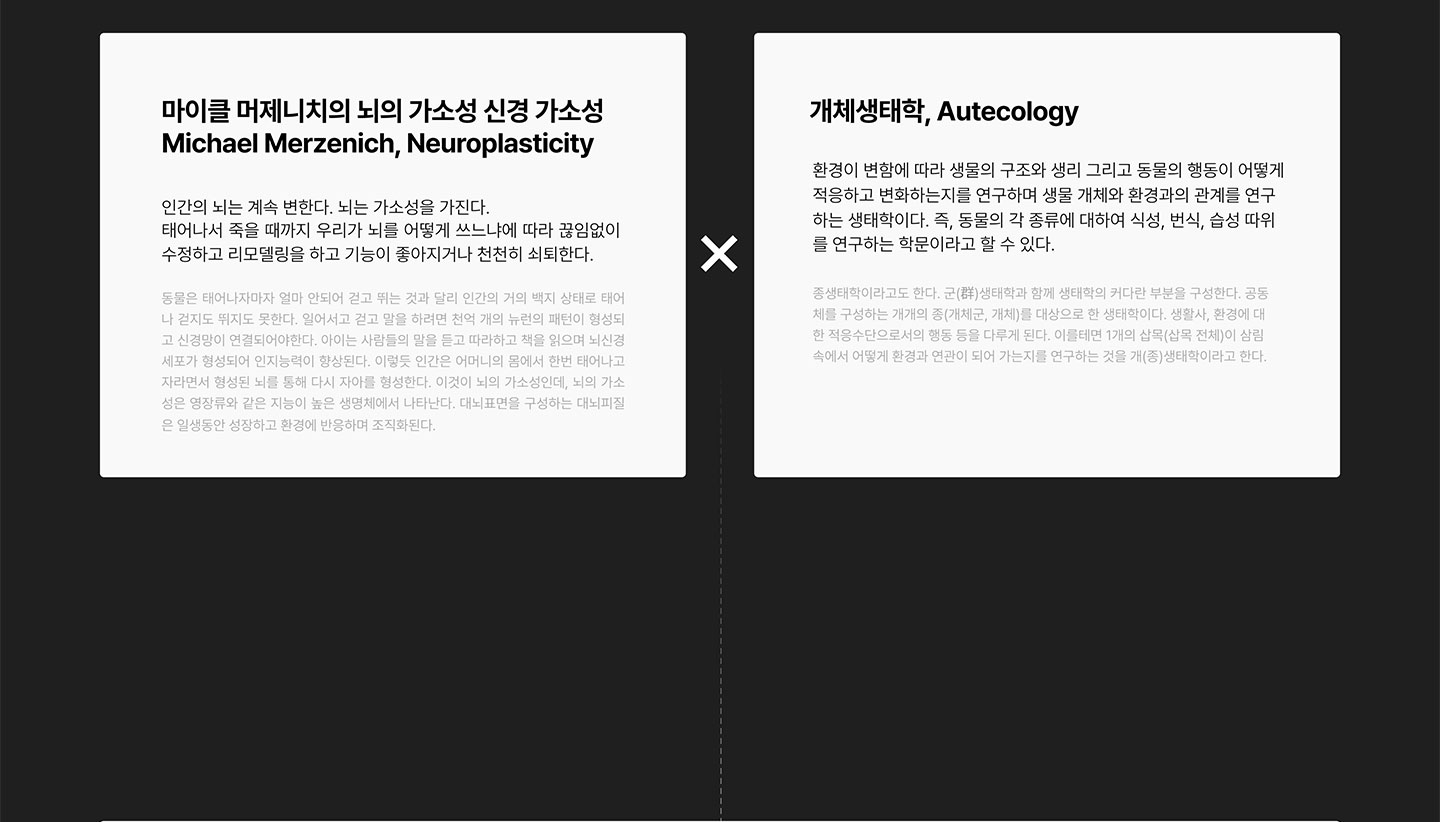 마이클 머제니치의 뇌의 가소성 신경 가소성
Michael Merzenich, Neuroplasticity
인간의 뇌는 계속 변한다. 뇌는 가소성을 가진다.
태어나서 죽을 때까지 우리가 뇌를 어떻게 쓰느냐에 따라 끊임없이
수정하고 리모델링을 하고 기능이 좋아지거나 천천히 쇠퇴한다.
동물은 태어나자마자 얼마 안되어 걷고 뛰는 것과 달리 인간의 거의 백지 상태로 태어
나 걷지도 뛰지도 못한다. 일어서고 걷고 말을 하려면 천억 개의 뉴런의 패턴이 형성되
고 신경망이 연결되어야한다. 아이는 사람들의 말을 듣고 따라하고 책을 읽으며 뇌신경
세포가 형성되어 인지능력이 향상된다. 이렇듯 인간은 어머니의 몸에서 한번 태어나고
자라면서 형성된 뇌를 통해 다시 자아를 형성한다. 이것이 뇌의 가소성인데, 뇌의 가소
성은 영장류와 같은 지능이 높은 생명체에서 나타난다. 대뇌표면을 구성하는 대뇌피질
은 일생동안 성장하고 환경에 반응하며 조직화된다.
개체생태학, Autecology
환경이 변함에 따라 생물의 구조와 생리 그리고 동물의 행동이 어떻게
적응하고 변화하는지를 연구하며 생물 개체와 환경과의 관계를 연구
하는 생태학이다. 즉, 동물의 각 종류에 대하여 식성, 번식, 습성 따위
를 연구하는 학문이라고 할 수 있다.
종생태학이라고도 한다. 군(群)생태학과 함께 생태학의 커다란 부분을 구성한다. 공동
체를 구성하는 개개의 종(개체군, 개체)를 대상으로 한 생태학이다. 생활사, 환경에 대
한 적응수단으로서의 행동 등을 다루게 된다. 이를테면 1개의 삽목(삽목 전체)이 삼림
속에서 어떻게 환경과 연관이 되어 가는지를 연구하는 것을 개(종)생태학이라고 한다.